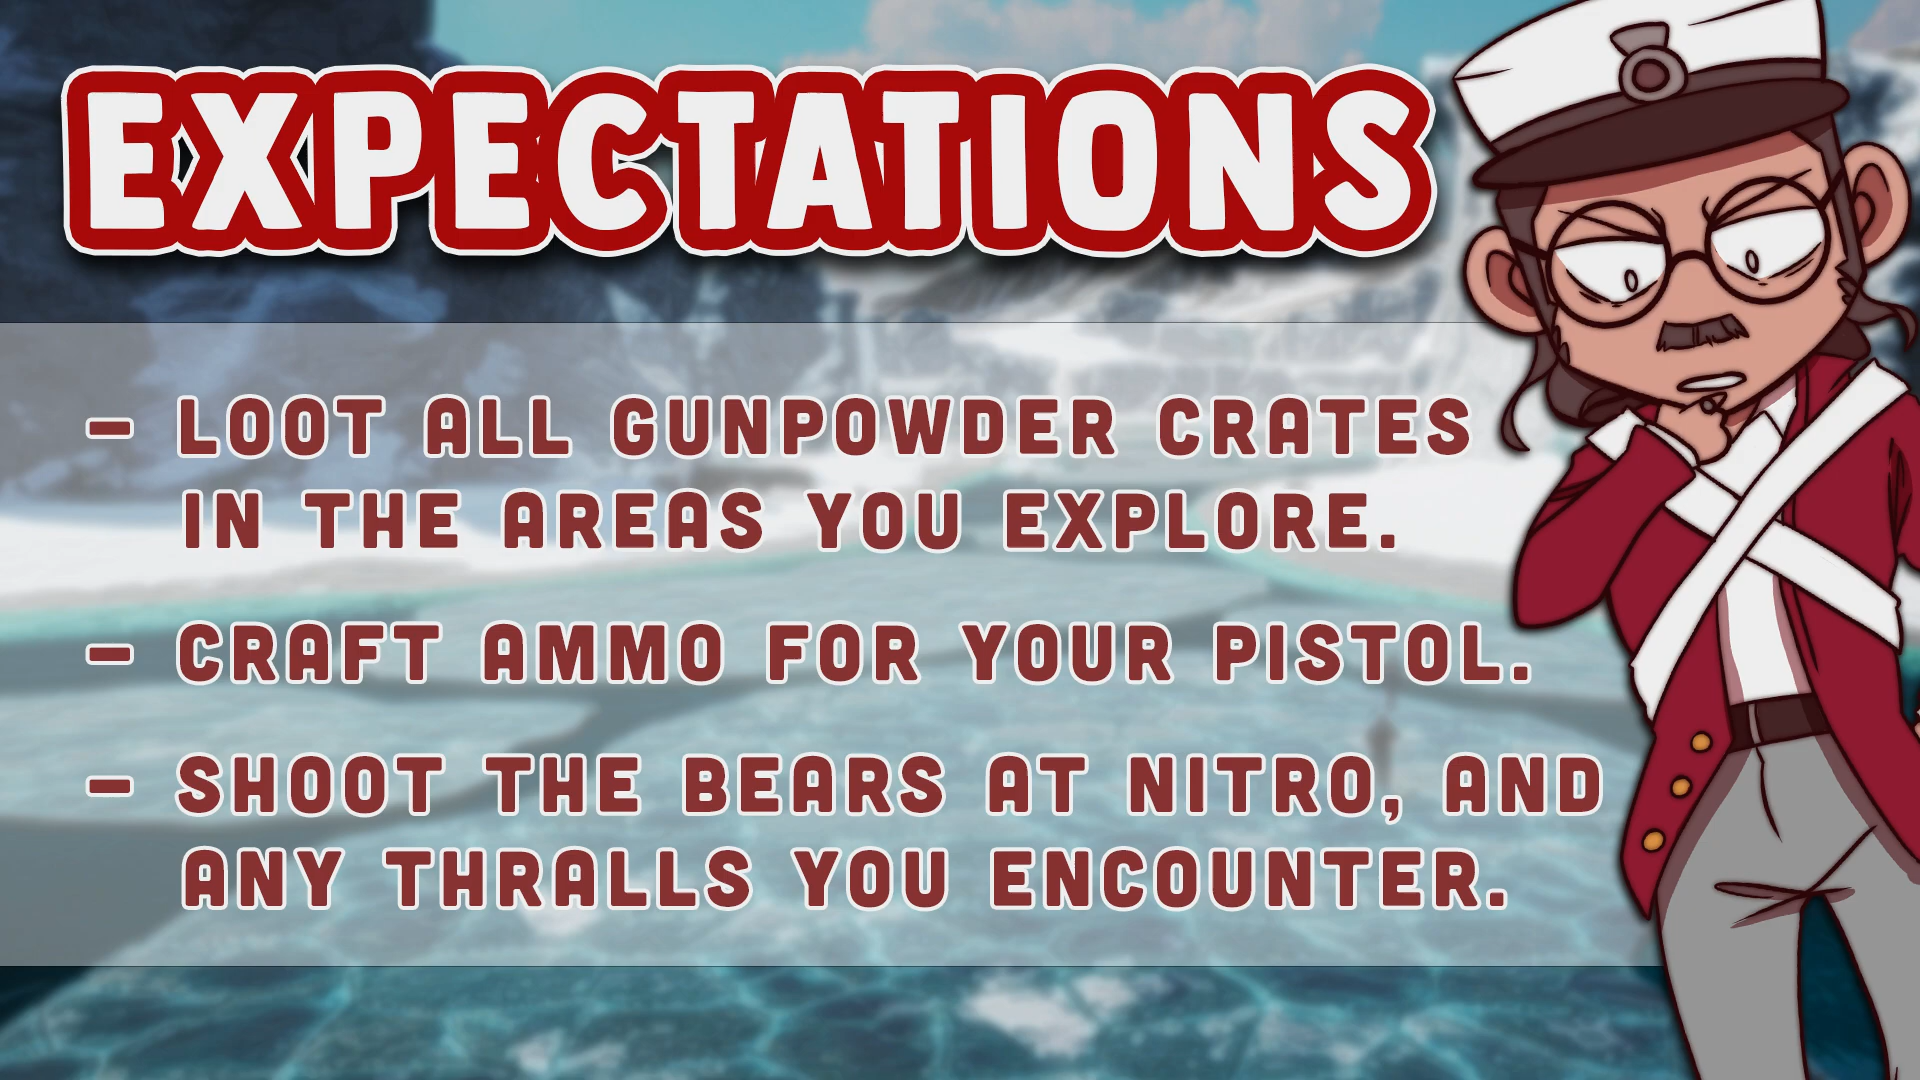 EXPECTATIONS
- LOOT ALL GUNPOWDER CRATES
IN THE AREAS YOU EXPLORE.
- CRAFT AMMO FOR YOUR PISTOL.
- SHOOT THE BEARS AT NITRO, AND
ANY THRALLS YOU ENCOUNTER.